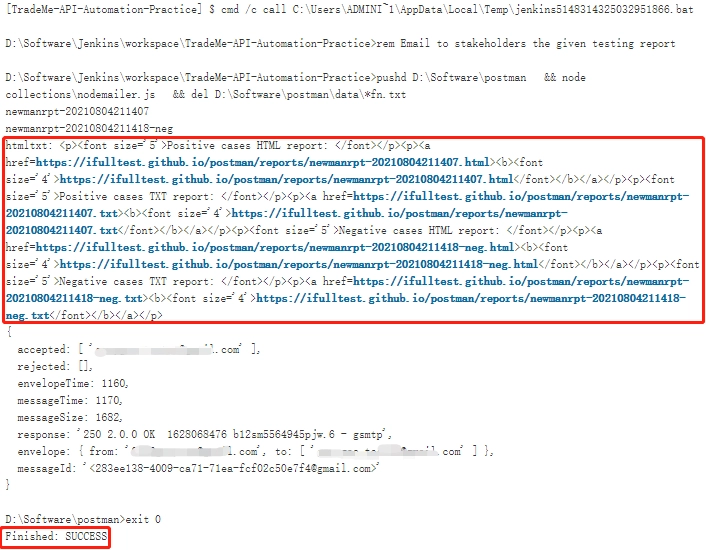 [TradeMe-API-Automation-Practice] $ cmd /c call C:\Users\ADMINI~1\AppData\Local\Temp\jenkins5148314325032951866.bat
D:\Software\Jenkins\workspace\TradeMe-API-Automation-Practice>rem Email to stakeholders the given testing report
D:\Software\Jenkins\workspace\TradeMe-API-Automation-Practice>pushd D:\Software\postman   && node
collections\nodemailer.js   && del D:\Software\postman\data\*fn.txt
newmanrpt-20210804211407
newmanrpt-20210804211418-neg
htmltxt: <p><font size='5'>Positive cases HTML report: </font></p><p><a
href=https://ifulltest.github.io/postman/reports/newmanrpt-20210804211407.html><b><font
size='4'>https://ifulltest.github.io/postman/reports/newmanrpt-20210804211407.html</font></b></a></p><p><font
size='5'>Positive cases TXT report: </font></p><p><a href=https://ifulltest.github.io/postman/reports/newmanrpt-
20210804211407.txt><b><font size='4'>https://ifulltest.github.io/postman/reports/newmanrpt-
20210804211407.txt</font></b></a></p><p><font size='5'>Negative cases HTML report: </font></p><p><a
href=https://ifulltest.github.io/postman/reports/newmanrpt-20210804211418-neg.html><b><font
size='4'>https://ifulltest.github.io/postman/reports/newmanrpt-20210804211418-neg.html</font></b></a></p><p><font
size='5'>Negative cases TXT report: </font></p><p><a href=https://ifulltest.github.io/postman/reports/newmanrpt-
20210804211418-neg.txt><b><font size='4'>https://ifulltest.github.io/postman/reports/newmanrpt-20210804211418-
neg.txt</font></b></a></p>
{
accepted: [ ' .com' ],
rejected: [],
envelopeTime: 1160,
messageTime: 1170,
messageSize: 1682,
response: '250 2.0.0 OK  1628068476 b12sm5564945pjw.6 - gsmtp',
envelope: { from: ' .com', to: [ ' .com' ] },
messageId: '<283ee138-4009-ca71-71ea-fcf02c50e7f4@gmail.com>'
}
D:\Software\postman>exit 0
Finished: SUCCESS